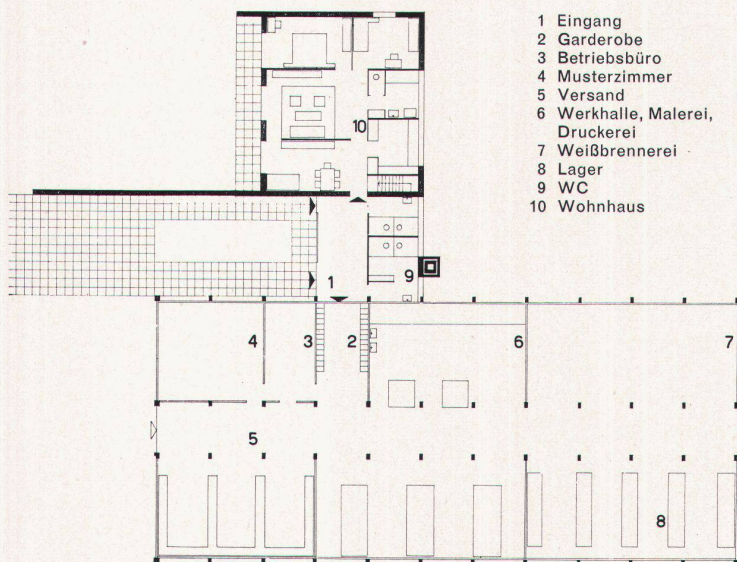 1 Eingang
2 Garderobe
3 Betriebsbüro
4 Musterzimmer
5 Versand
6 Werkhalle, Malerei,
Druckerei
7 Weißbrennerei
8 Lager
9 WC
10 Wohnhaus
10
9
1
4 3 2 6 7
5
8